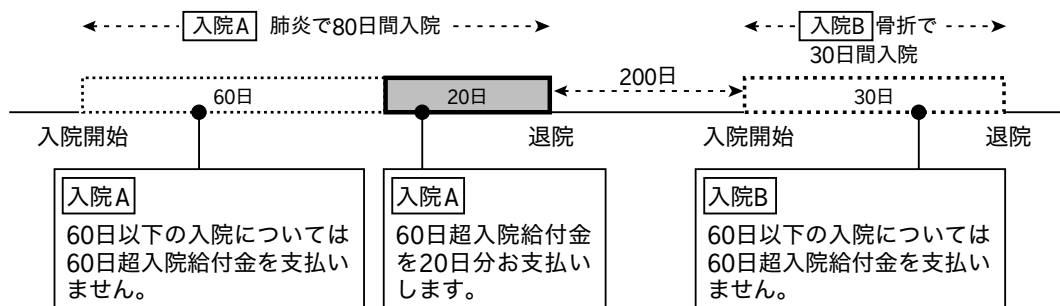 入院A 肺炎で80日間入院
入院B 骨折で
30日間入院
60日
20日
200日
30日
入院開始
退院
入院開始
退院
入院A
60日以下の入院については
60日超入院給付金を支払い
ません。
入院A
60日超入院給付金
を20日分お支払い
します。
入院B
60日以下の入院については
60日超入院給付金を支払い
ません。